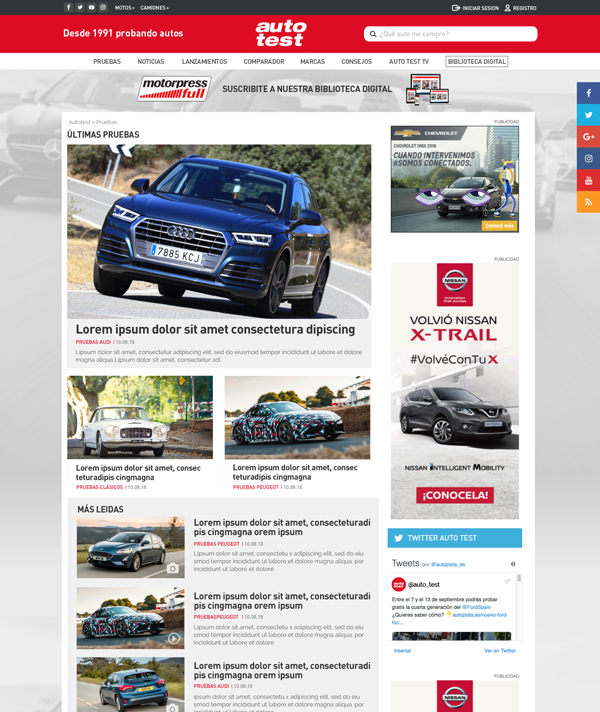 MOTOS
CAMIONES
INICIAR SESION
REGISTRO
Desde 1991 probando autos
auto
test
¿Qué auto me compro?
PRUEBAS
NOTICIAS
LANZAMIENTOS
COMPARADOR
MARCAS
CONSEJOS
AUTO TEST TV
BIBLIOTECA DIGITAL
motorpress
full
SUSCRIBITE A NUESTRA BIBLIOTECA DIGITAL
Autotest > Pruebas
ÚLTIMAS PRUEBAS
7885 KCJ
Lorem ipsum dolor sit amet consectetura dipiscing
PRUEBAS AUDI | 10.08.18
Lipsum dolor sit amet, consectetur adipiscing elit, sed do eiusmod tempor incididunt ut labore et dolore
magna aliqua Lipsum dolor sit amet, consectetur adi
Lorem ipsum dolor sit amet, consec
teturadipis cingmagna
PRUEBAS CLÁSICOS | 10.08.18
Lorem ipsum dolor sit amet, consec
teturadipis cingmagna
PRUEBAS PEUGEOT | 10.08.18
MÁS LEIDAS
Lorem ipsum dolor sit amet, consecteturadi
pis cingmagna orem ipsum
PRUEBAS PEUGEOT | 10.08.18
Lipsum dolor sit amet, consectetu x adipiscing elit, sed do eiu
smod tempor incididunt ut labore et dolore magna aliqua. por
incididunt ut labore et dolore
Lorem ipsum dolor sit amet, consecteturadi
pis cingmagna orem ipsum
PRUEBASPEUGEOT | 10.08.18
Lipsum dolor sit amet, consectetu x adipiscing elit, sed do eiu
smod tempor incididunt ut labore et dolore magna aliqua. por
incididunt ut labore et dolore
Lorem ipsum dolor sit amet, consecteturadi
pis cingmagna orem ipsum
PRUEBAS AUDI | 10.08.18
ipsum dolor sit amet, consectetu x adipiscing elit, sed do eiu
smod tempor incididunt ut labore et dolore magna aliqua. por
PUBLICIDAD
CHEVROLET
CHEVROLET ONIX 2016
CUANDO INTERVENIMOS
#SOMOS CONECTADOS.
Conocé más
PUBLICIDAD
NISSAN
Innovation
that excites
VOLVIÓ NISSAN
X-TRAIL
#VolvéConTuX
NISSAN INTELLIGENT MOBILITY
¡CONOCELA!
TWITTER AUTO TEST
Tweets por @autopista_es
auto
test
@auto_test
Entre el 7 y el 13 de septiembre podrás probar
gratis la cuarta generación del @FordSpain
¿Quieres saber cómo? autopista.es/nuevo-ford-
foc...
Insertar
Ver en Twitter
PUBLICIDAD
NISSAN